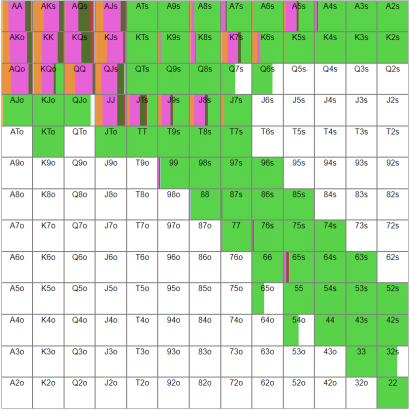 AA AKs AQs AJs ATs A9s A8s A7s A6s A5s A4s A3s A2s
AKo KK KQs KJs KTs K9s K8s K7s K6s K5s K4s K3s K2s
AQo KQo QQ QJs QTs Q9s Q8s Q7s Q6s Q5s Q4s Q3s Q2s
AJo KJo QJo JJ JTs J9s J8s J7s J6s J5s J4s J3s J2s
ATo KTo QTo JTo TT T9s T8s T7s T6s T5s T4s T3s T2s
A9o K9o Q9o J9o T9o 99 98s 97s 96s 95s 94s 93s 92s
A8o K8o Q8o J8o T8o 98o 88 87s 86s 85s 84s 83s 82s
A7o K7o Q7o J7o T7o 97o 87o 77 76s 75s 74s 73s 72s
A6o K6o Q6o J6o T6o 96o 86o 76o 66 65s 64s 63s 62s
A5o K5o Q5o J5o T5o 95o 85o 75o 65o 55 54s 53s 52s
A4o K4o Q4o J4o T4o 94o 84o 74o 64o 54o 44 43s 42s
A3o K3o Q3o J3o T3o 93o 83o 73o 63o 53o 43o 33 32s
A2o K2o Q2o J2o T2o 92o 82o 72o 62o 52o 42o 32o 22